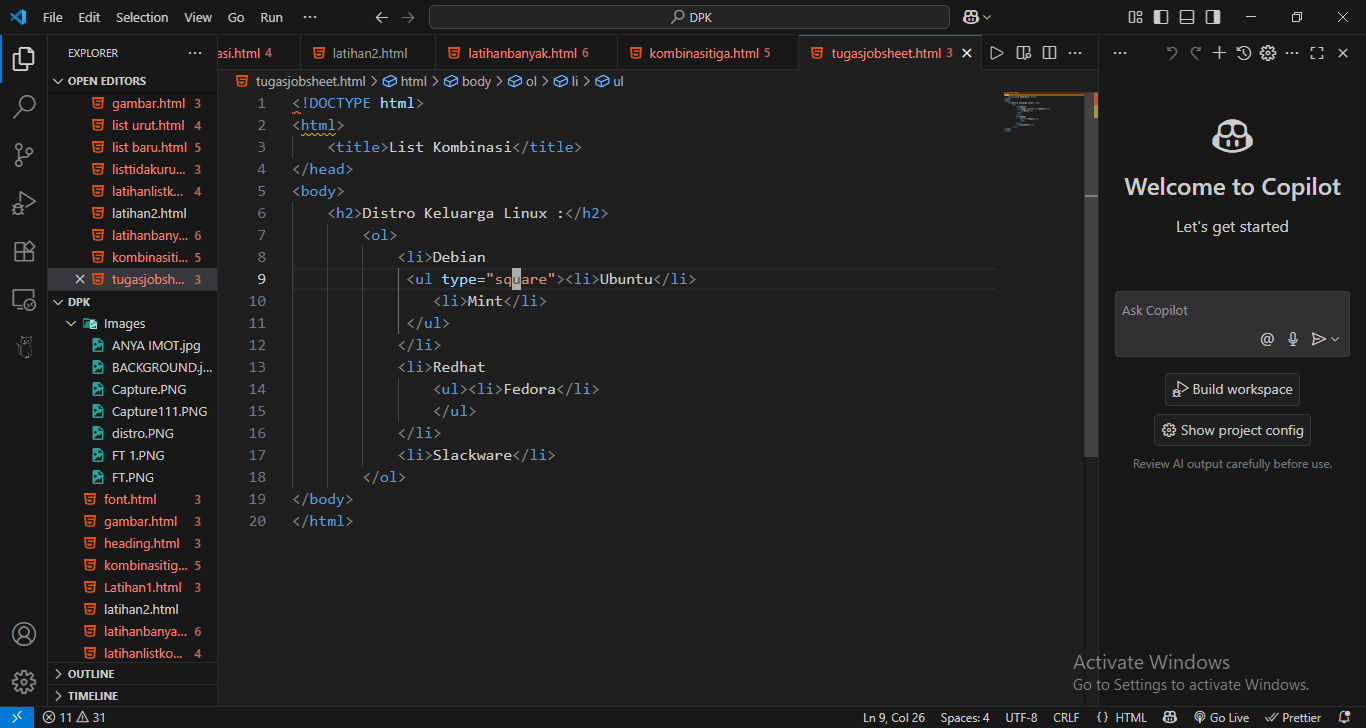 File Edit Selection View Go Run ··· DPK
EXPLORER ···
OPEN EDITORS
gambar.html 3
list urut.html 4
list baru.html 5
listtidakuru... 3
latihanlistk... 4
latihan2.html
latihanbany... 6
kombinasiti... 5
tugasjobsh... 3
DPK
Images
ANYA IMOT.jpg
BACKGROUND.j...
Capture.PNG
Capture111.PNG
distro.PNG
FT 1.PNG
FT.PNG
font.html 3
gambar.html 3
heading.html 3
kombinasitig... 5
Latihan1.html 3
latihan2.html
latihanbanya... 6
latihanlistko... 4
OUTLINE
TIMELINE
asi.html 4 latihan2.html latihanbanyak.html 6 kombinasitiga.html 5 tugasjobsheet.html 3
tugasjobsheet.html > html > body > ol > li > ul
1 <!DOCTYPE html>
2 <html>
3 <title>List Kombinasi</title>
4 </head>
5 <body>
6 <h2>Distro Keluarga Linux :</h2>
7 <ol>
8 <li>Debian
9 <ul type="square"><li>Ubuntu</li>
10 <li>Mint</li>
11 </ul>
12 </li>
13 <li>Redhat
14 <ul><li>Fedora</li>
15 </ul>
16 </li>
17 <li>Slackware</li>
18 </ol>
19 </body>
20 </html>
Welcome to Copilot
Let's get started
Ask Copilot
@
Build workspace
Show project config
Review AI output carefully before use.
Activate Windows
Go to Settings to activate Windows.
11 31 Ln 9, Col 26 Spaces: 4 UTF-8 CRLF {} HTML Go Live Prettier